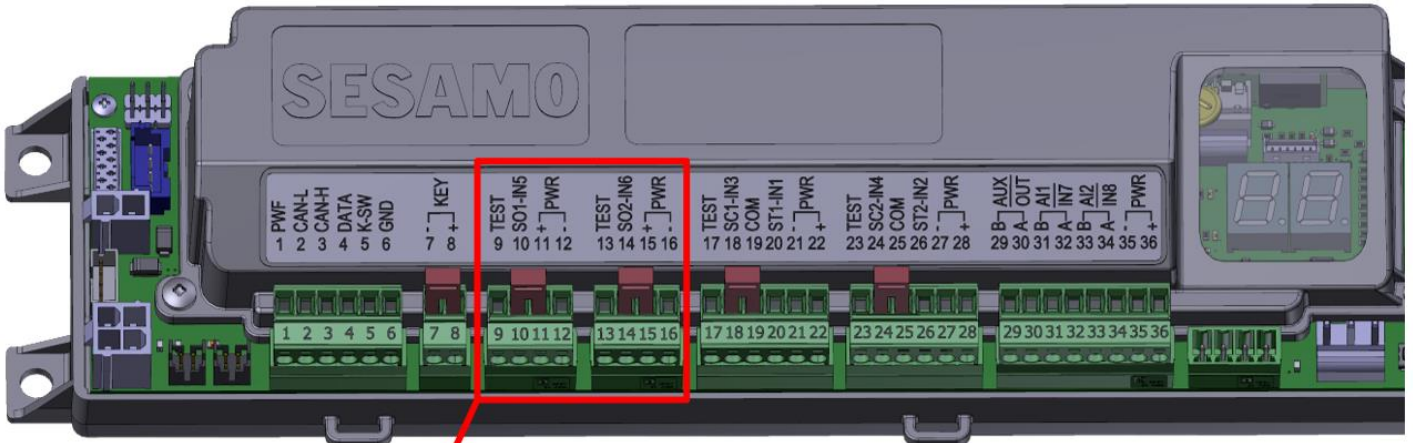 SESAMO
PWF CAN-L CAN-H DATA K-SW GND
1 2 3 4 5 6
- + KEY
7 8
TEST SO1-IN5 + - PWR
9 10 11 12
TEST SO2-IN6 + - PWR
13 14 15 16
TEST SC1-IN3 COM ST1-IN1 - + PWR
17 18 19 20 21 22
TEST SC2-IN4 COM ST2-IN2 - + PWR
23 24 25 26 27 28
B A AUX OUT B A AI1 IN7 B A AI2 IN8 - + PWR
29 30 31 32 33 34 35 36
1 2 3 4 5 6
7 8
9 10 11 12
13 14 15 16
17 18 19 20 21 22
23 24 25 26 27 28
29 30 31 32 33 34 35 36
8.8.